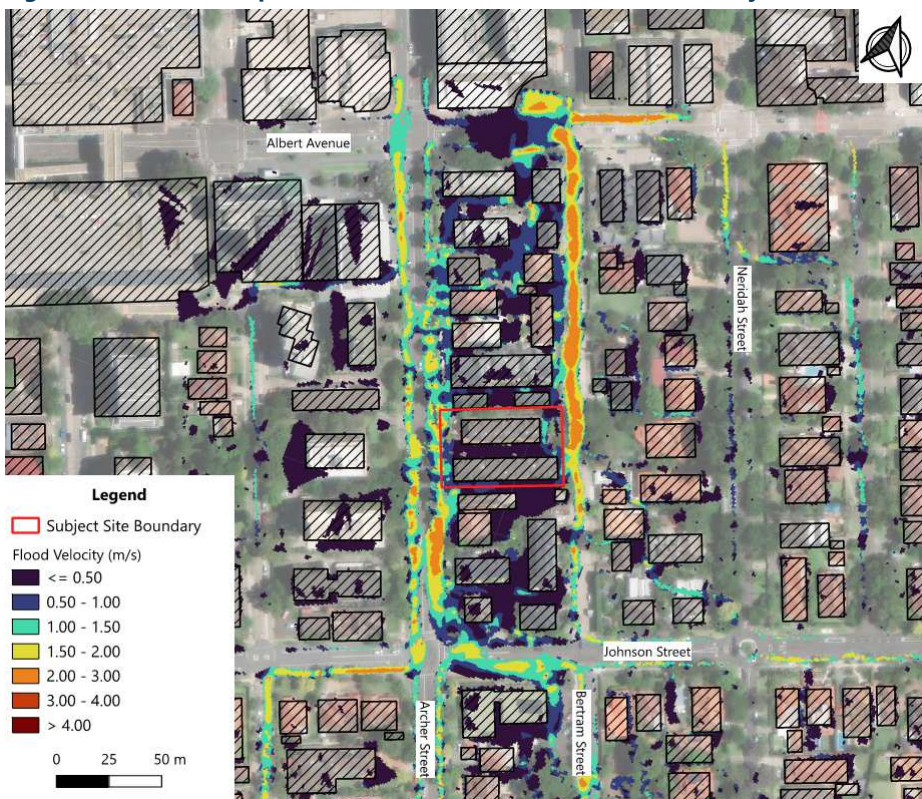 Albert Avenue
Neridah Street
Johnson Street
Archer Street
Bertram Street
Legend
Subject Site Boundary
Flood Velocity (m/s)
<= 0.50
0.50 - 1.00
1.00 - 1.50
1.50 - 2.00
2.00 - 3.00
3.00 - 4.00
> 4.00
0 25 50 m